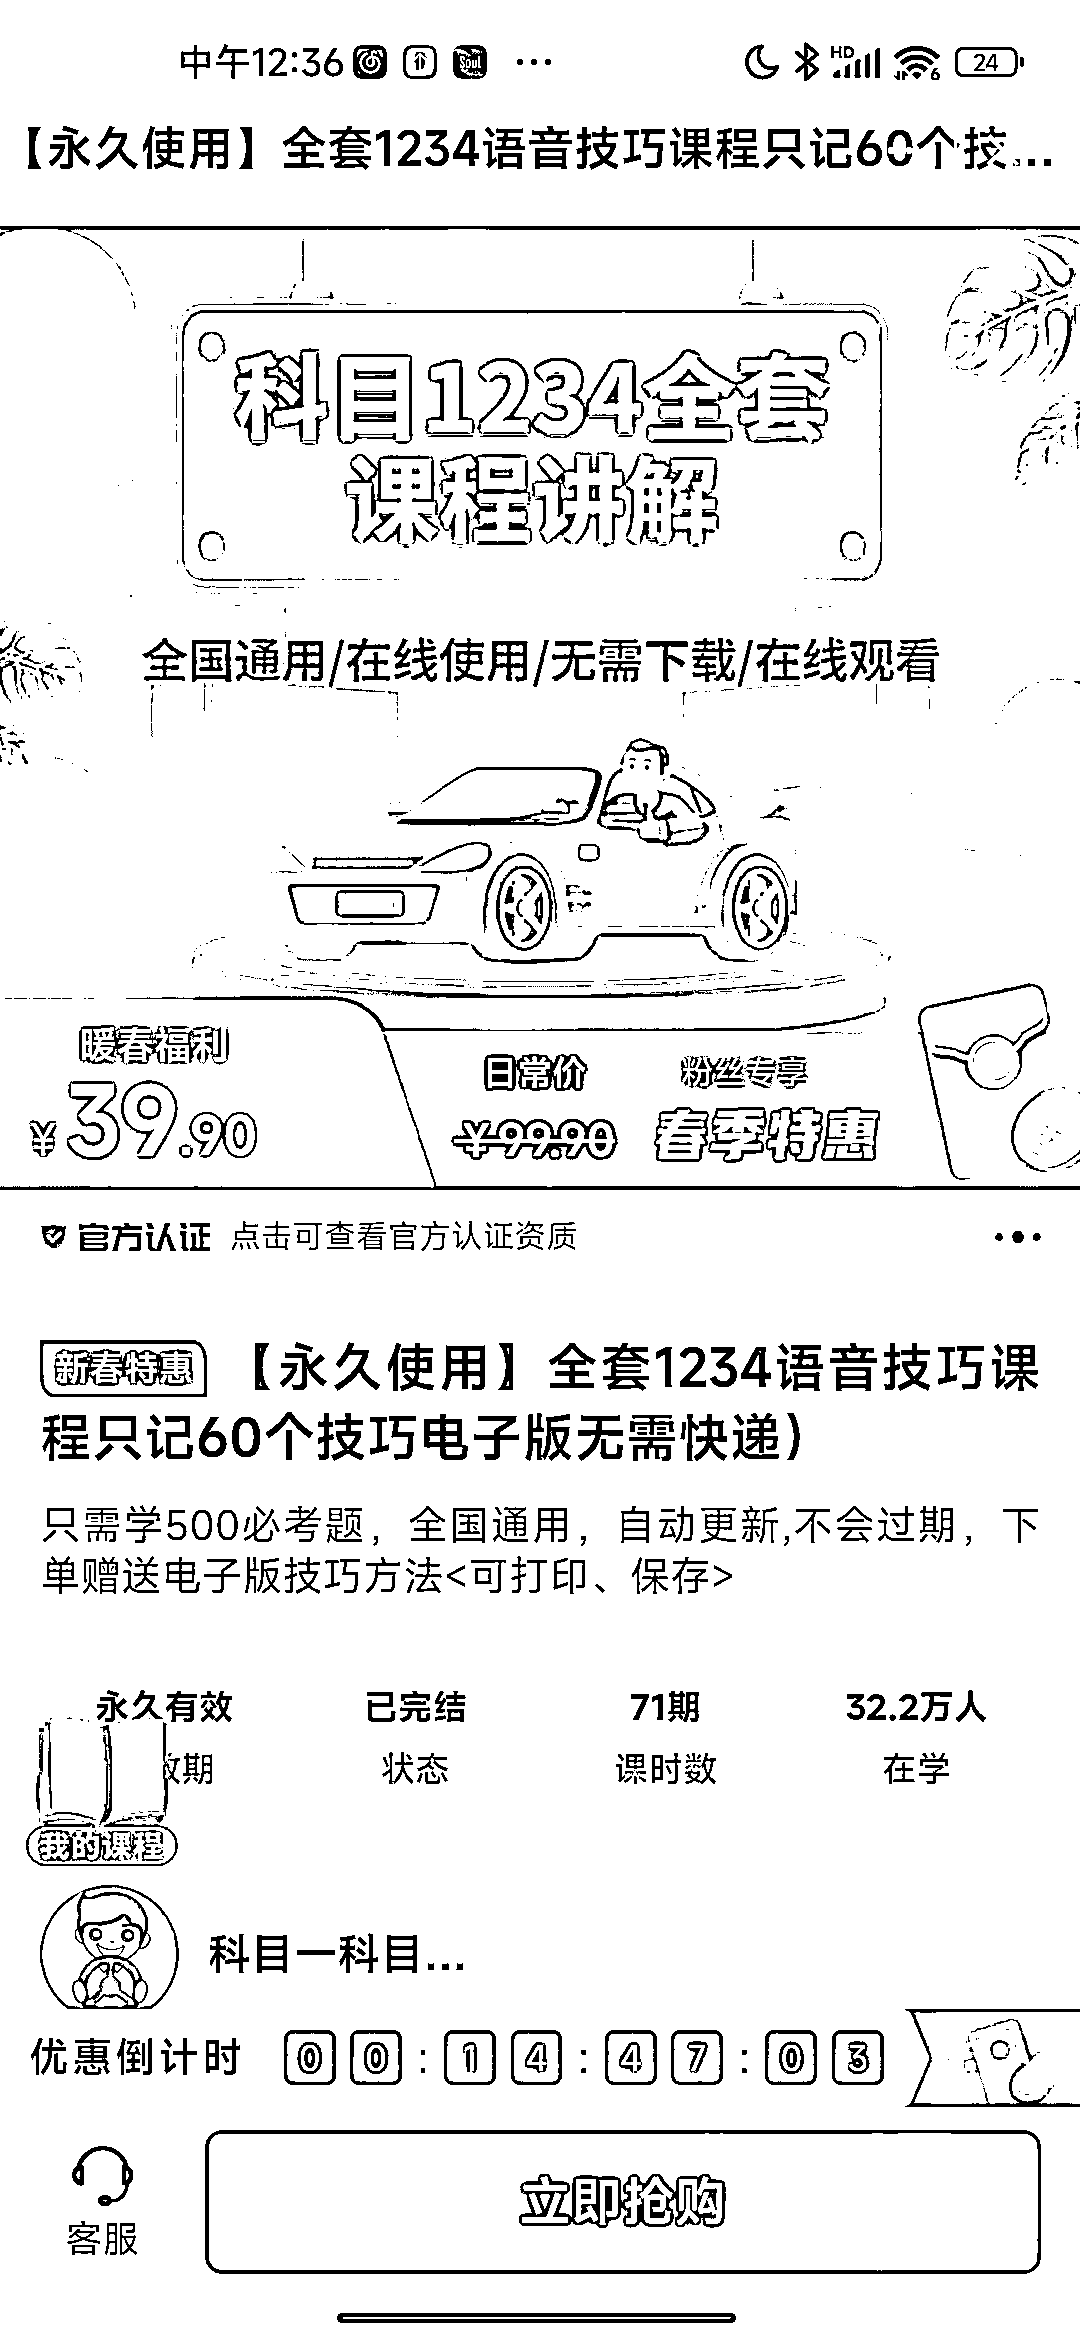 中午12:36 Soul ... HD 6 24
【永久使用】全套1234语音技巧课程只记60个技...
科目1234全套
课程讲解
全国通用/在线使用/无需下载/在线观看
暖春福利
¥39.90
日常价
¥99.90
粉丝专享
春季特惠
官方认证 点击可查看官方认证资质
新春特惠 【永久使用】全套1234语音技巧课
程只记60个技巧电子版无需快递）
只需学500必考题，全国通用，自动更新,不会过期，下
单赠送电子版技巧方法<可打印、保存>
永久有效 已完结 71期 32.2万人
期 状态 课时数 在学
我的课程
科目一科目...
优惠倒计时 00:14:47:03
客服
立即抢购